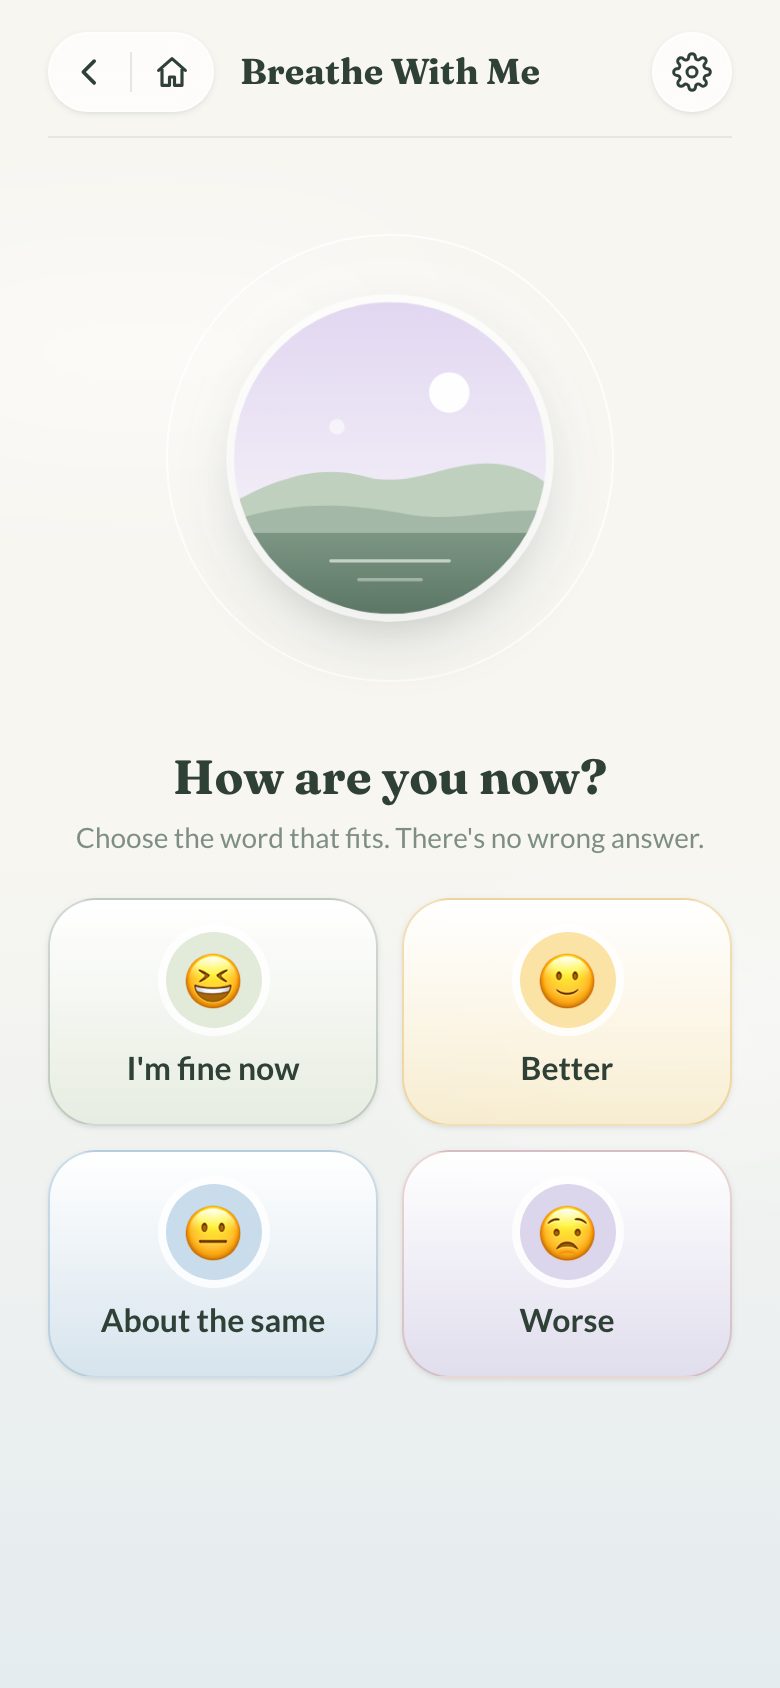 Breathe With Me
How are you now?
Choose the word that fits. There's no wrong answer.
I'm fine now
Better
About the same
Worse